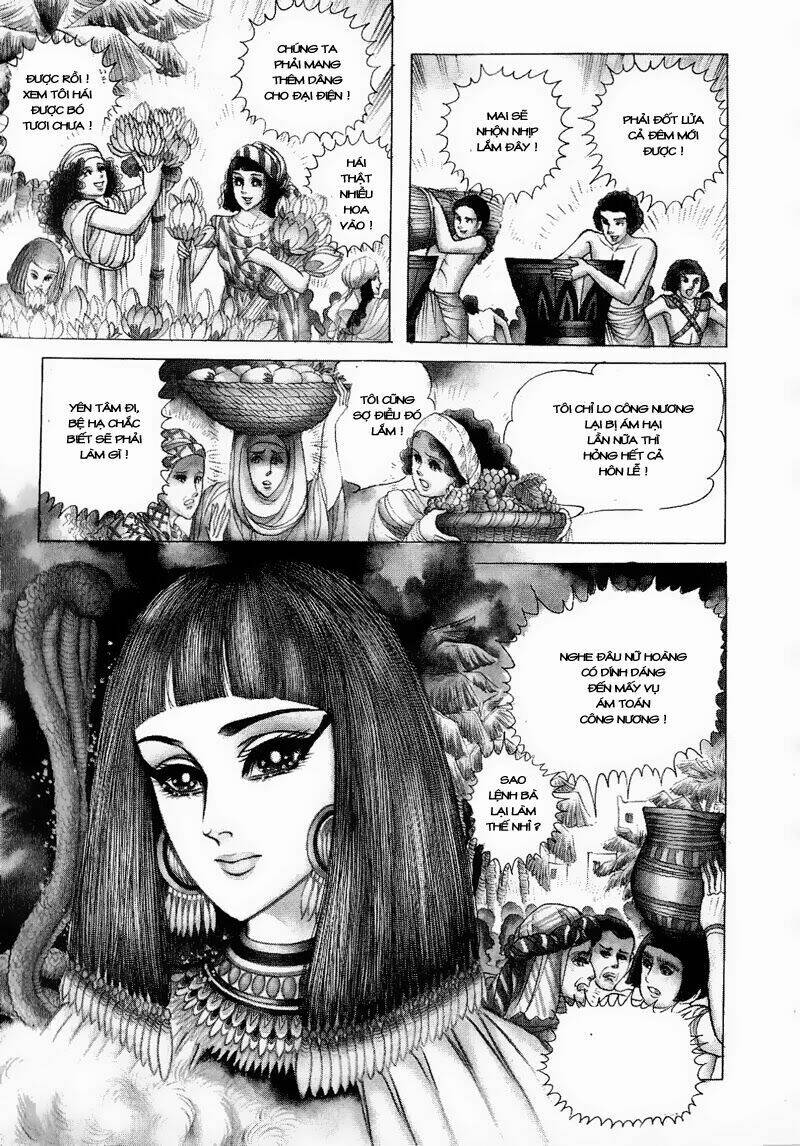 ĐƯỢC RỒI !
XEM TÔI HÁI
ĐƯỢC BÓ
TƯƠI CHƯA !
CHÚNG TA
PHẢI MANG
THÊM DÂNG
CHO ĐẠI ĐIỆN !
HÁI
THẬT
NHIỀU
HOA
VÀO !
MAI SẼ
NHỘN NHỊP
LẮM ĐÂY !
PHẢI ĐỐT LỬA
CẢ ĐÊM MỚI
ĐƯỢC !
YÊN TÂM ĐI,
BỆ HẠ CHẮC
BIẾT SẼ PHẢI
LÀM GÌ !
TÔI CŨNG
SỢ ĐIỀU ĐÓ
LẮM !
TÔI CHỈ LO CÔNG NƯƠNG
LẠI BỊ ÁM HẠI
LẦN NỮA THÌ
HỎNG HẾT CẢ
HÔN LỄ !
NGHE ĐÂU NỮ HOÀNG
CÓ DÍNH DÁNG
ĐẾN MẤY VỤ
ÁM TOÁN
CÔNG NƯƠNG !
SAO
LỆNH BÀ
LẠI LÀM
THẾ NHỈ ?